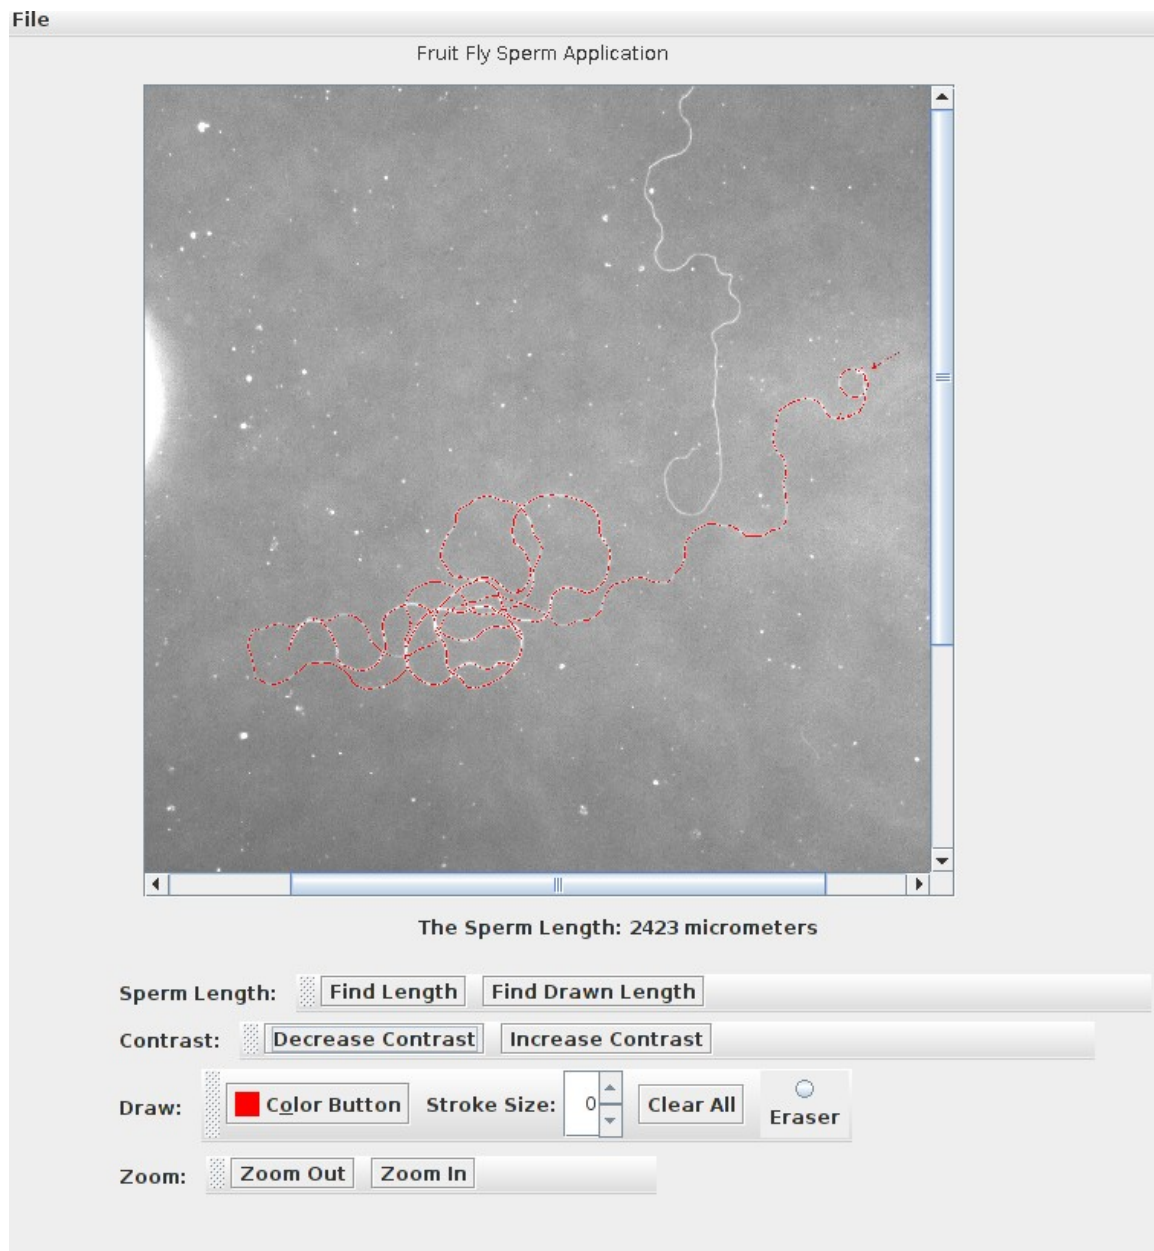 File
Fruit Fly Sperm Application
The Sperm Length: 2423 micrometers
Sperm Length: Find Length Find Drawn Length
Contrast: Decrease Contrast Increase Contrast
Draw: Color Button Stroke Size: 0 Clear All Eraser
Zoom: Zoom Out Zoom In